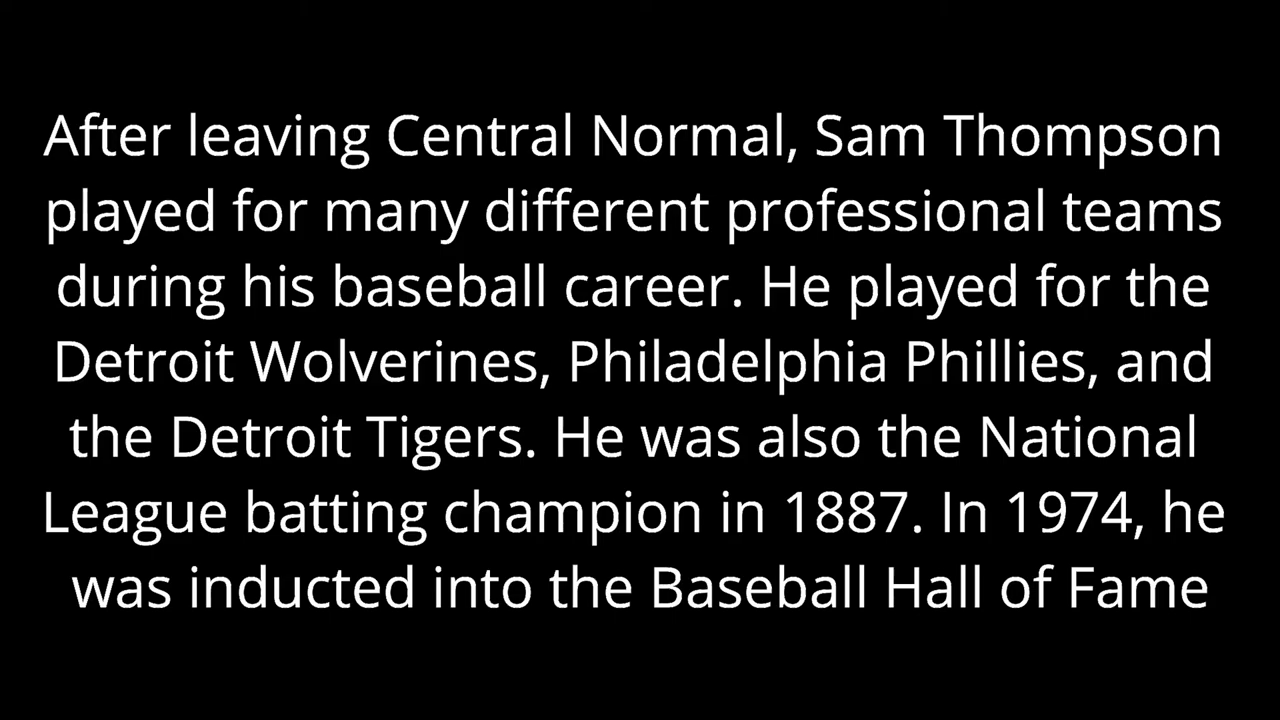 After leaving Central Normal, Sam Thompson
played for many different professional teams
during his baseball career. He played for the
Detroit Wolverines, Philadelphia Phillies, and
the Detroit Tigers. He was also the National
League batting champion in 1887. In 1974, he
was inducted into the Baseball Hall of Fame